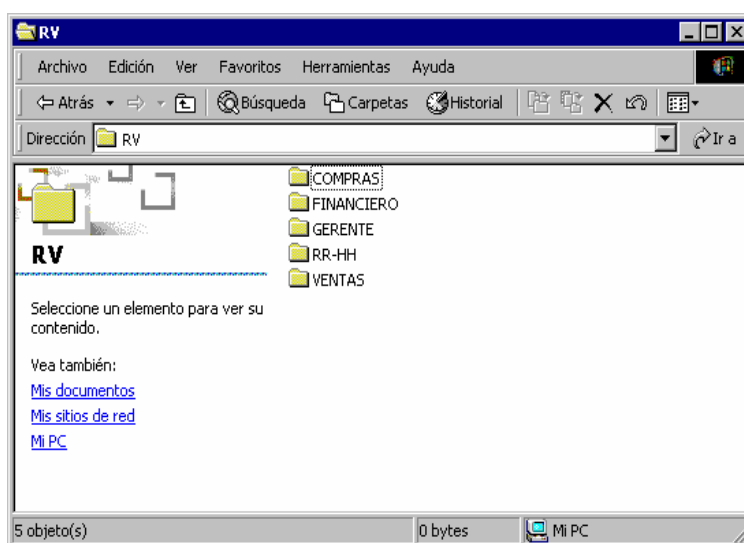 RV
Archivo Edición Ver Favoritos Herramientas Ayuda
Atrás Búsqueda Carpetas Historial
Dirección RV Ir a
COMPRAS
FINANCIERO
GERENTE
RR-HH
VENTAS
RV
Seleccione un elemento para ver su
contenido.
Vea también:
Mis documentos
Mis sitios de red
Mi PC
5 objeto(s) 0 bytes Mi PC